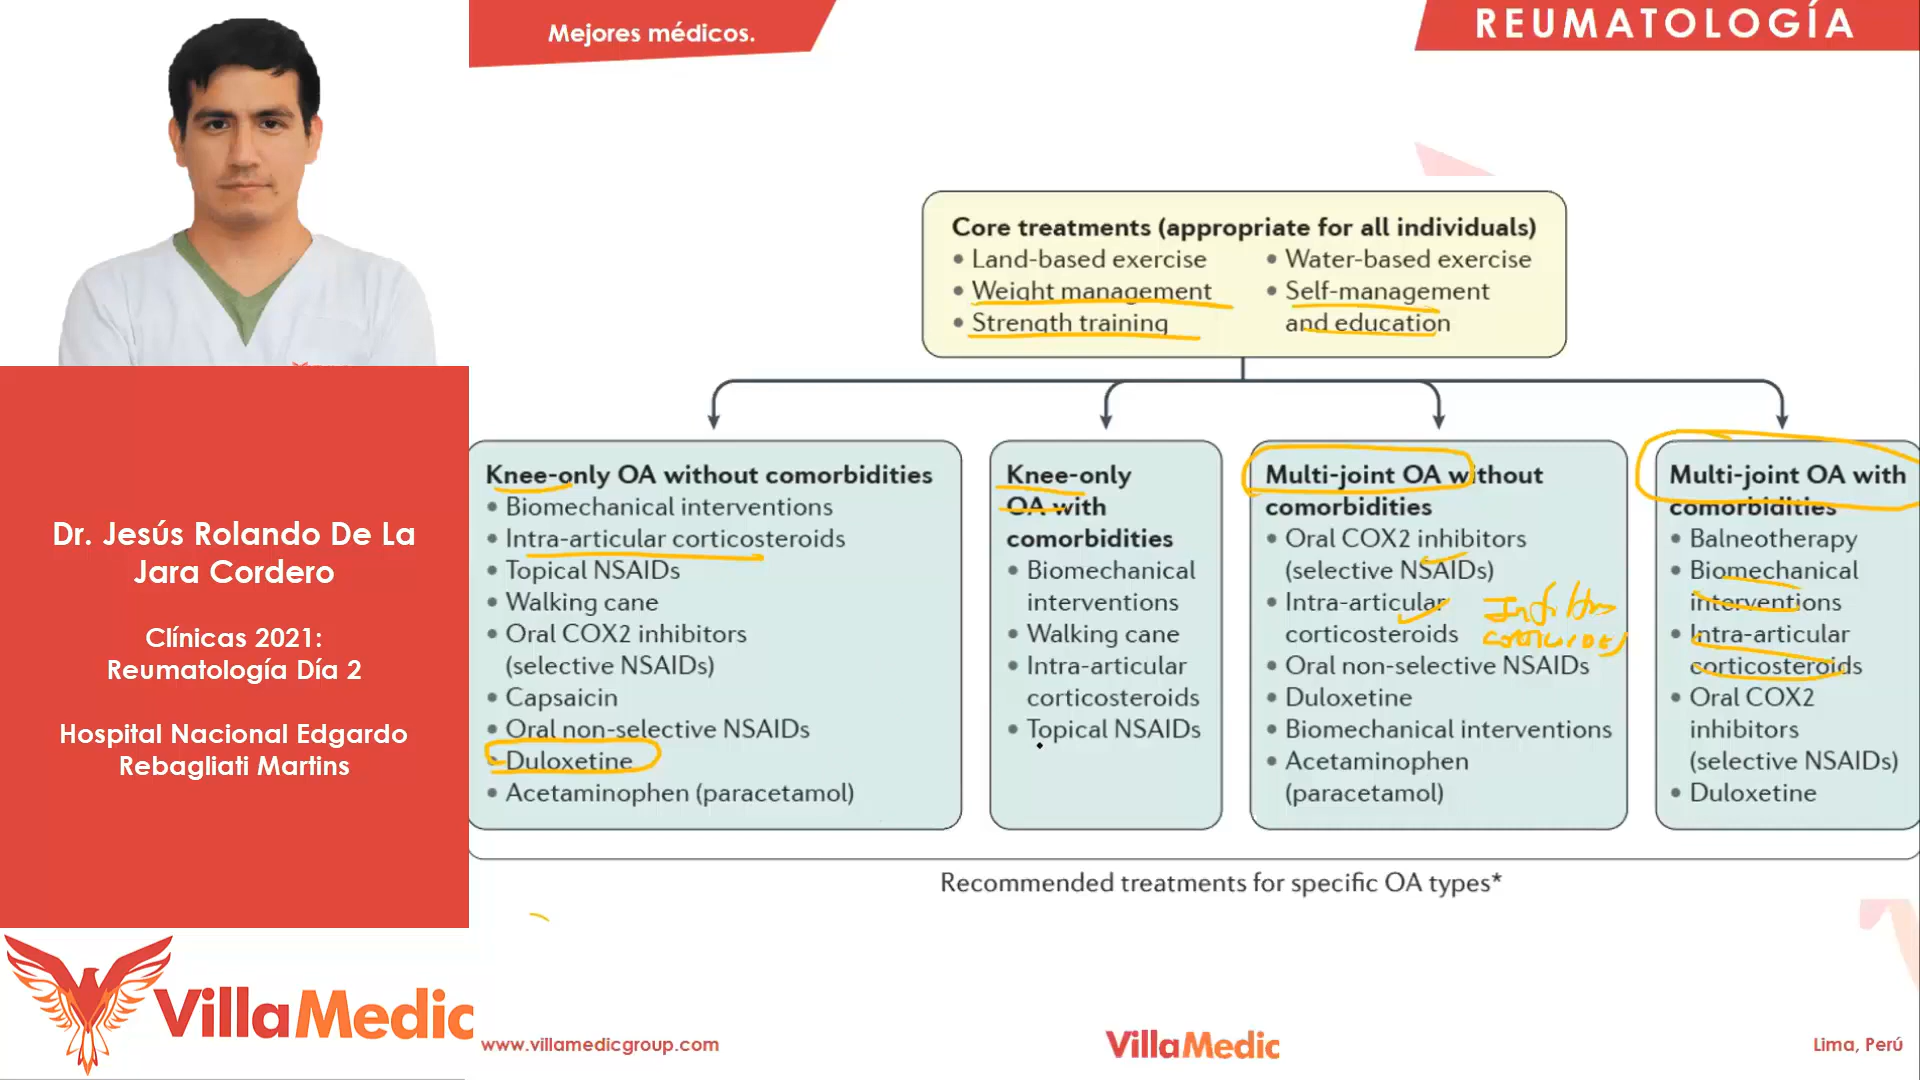 Mejores médicos.
REUMATOLOGÍA
Core treatments (appropriate for all individuals)
• Land-based exercise
• Weight management
• Strength training
• Water-based exercise
• Self-management
and education
Knee-only OA without comorbidities
• Biomechanical interventions
• Intra-articular corticosteroids
• Topical NSAIDs
• Walking cane
• Oral COX2 inhibitors
(selective NSAIDs)
• Capsaicin
• Oral non-selective NSAIDs
• Duloxetine
• Acetaminophen (paracetamol)
Knee-only
OA with
comorbidities
• Biomechanical
interventions
• Walking cane
• Intra-articular
corticosteroids
• Topical NSAIDs
Multi-joint OA without
comorbidities
• Oral COX2 inhibitors
(selective NSAIDs)
• Intra-articular
corticosteroids
• Oral non-selective NSAIDs
• Duloxetine
• Biomechanical interventions
• Acetaminophen
(paracetamol)
Multi-joint OA with
comorbidities
• Balneotherapy
• Biomechanical
interventions
• Intra-articular
corticosteroids
• Oral COX2
inhibitors
(selective NSAIDs)
• Duloxetine
Recommended treatments for specific OA types*
Dr. Jesús Rolando De La
Jara Cordero
Clínicas 2021:
Reumatología Día 2
Hospital Nacional Edgardo
Rebagliati Martins
VillaMedic
www.villamedicgroup.com
VillaMedic
Lima, Perú